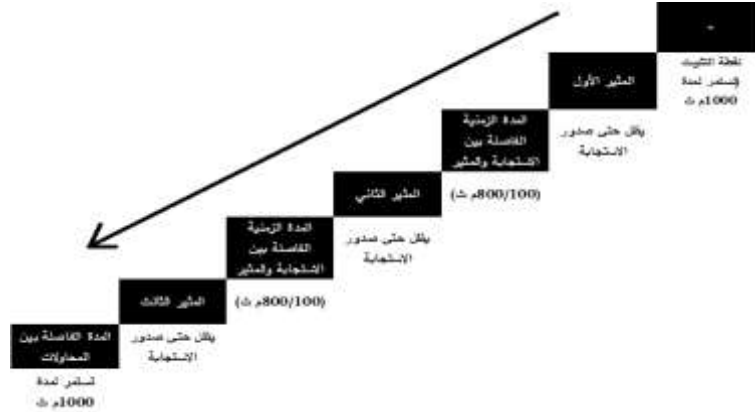 -
نقطة التثبيت
(تستمر لمدة
1000م ث
المثير الأول
يظل حتى صدور
الاستجابة
المدة الزمنية
الفاصلة بين
الاستجابة والمثير
(800/100م ث)
المثير الثاني
يظل حتى صدور
الاستجابة
المدة الزمنية
الفاصلة بين
الاستجابة والمثير
(800/100م ث)
المثير الثالث
يظل حتى صدور
الاستجابة
المدة الفاصلة بين
المحاولات
تستمر لمدة
1000م ث